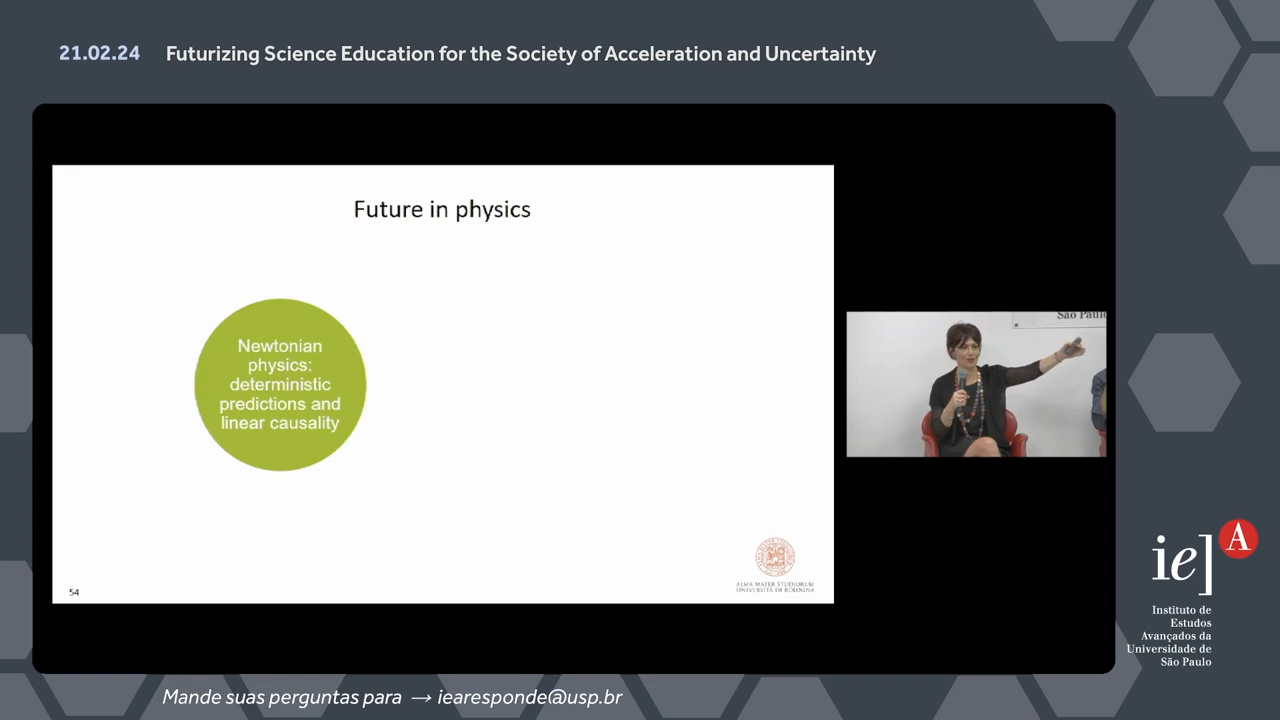 21.02.24 Futurizing Science Education for the Society of Acceleration and Uncertainty
Future in physics
Newtonian
physics:
deterministic
predictions and
linear causality
São Paulo
54
ALMA MATER STUDIORUM
UNIVERSITÀ DI BOLOGNA
ie] A
Instituto de
Estudos
Avançados da
Universidade de
São Paulo
Mande suas perguntas para → iearesponde@usp.br